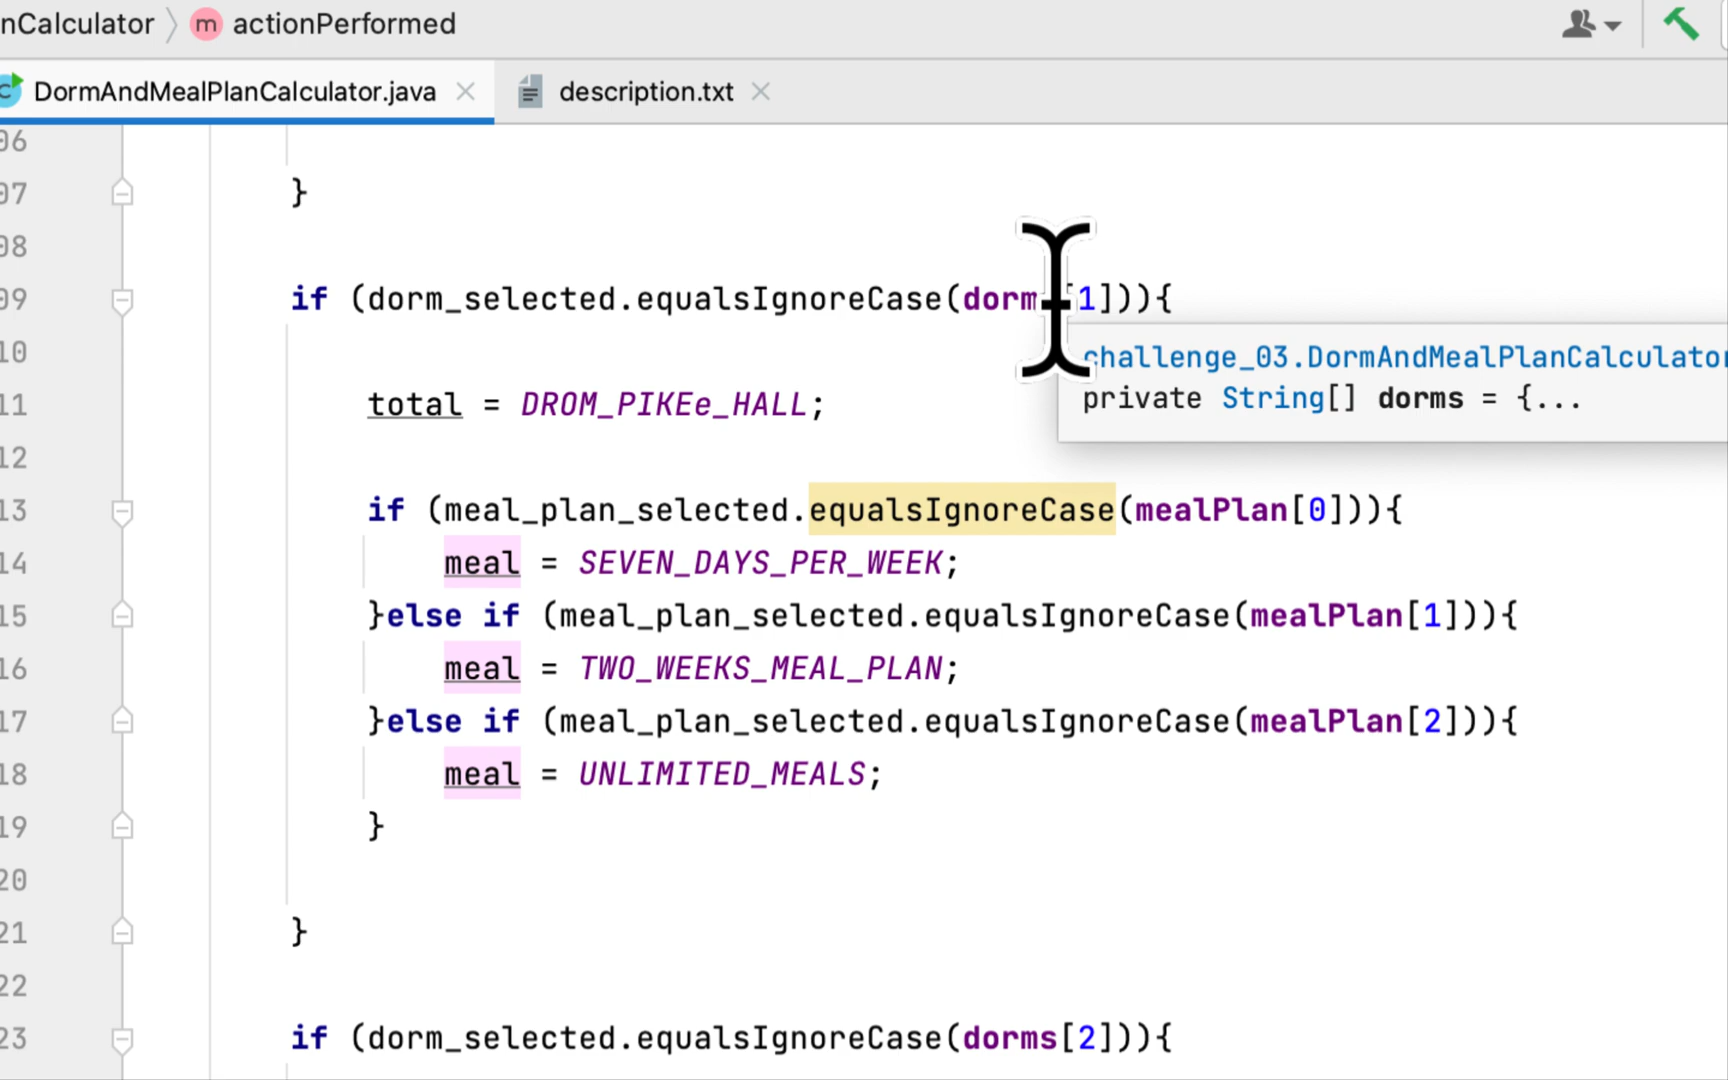 nCalculator m actionPerformed
DormAndMealPlanCalculator.java description.txt
06
07 }
08
09 if (dorm_selected.equalsIgnoreCase(dorm[1])){
10
challenge_03.DormAndMealPlanCalculator
11 total = DROM_PIKEe_HALL;
private String[] dorms = {...
12
13 if (meal_plan_selected.equalsIgnoreCase(mealPlan[0])){
14 meal = SEVEN_DAYS_PER_WEEK;
15 }else if (meal_plan_selected.equalsIgnoreCase(mealPlan[1])){
16 meal = TWO_WEEKS_MEAL_PLAN;
17 }else if (meal_plan_selected.equalsIgnoreCase(mealPlan[2])){
18 meal = UNLIMITED_MEALS;
19 }
20
21 }
22
23 if (dorm_selected.equalsIgnoreCase(dorms[2])){